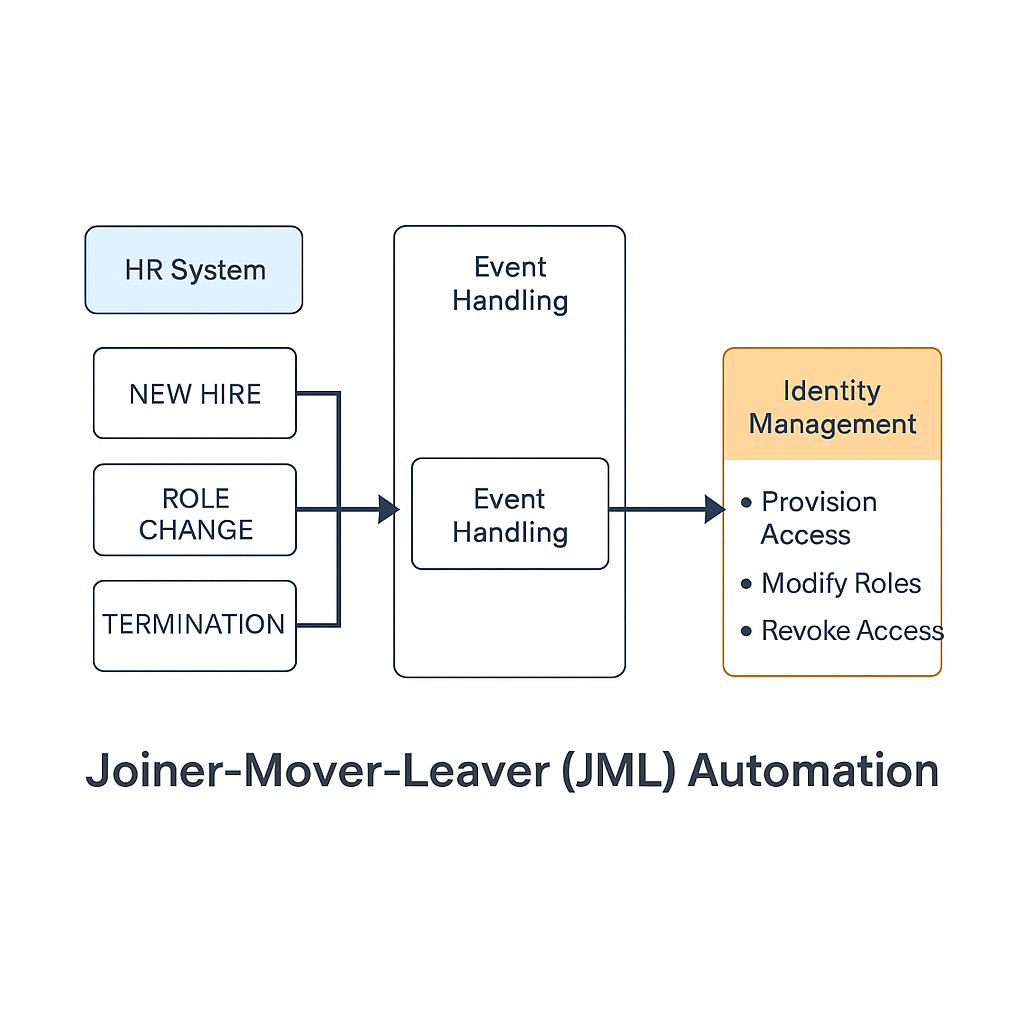 HR System
NEW HIRE
ROLE
CHANGE
TERMINATION
Event
Handling
Event
Handling
Identity
Management
• Provision
Access
• Modify Roles
• Revoke Access
Joiner-Mover-Leaver (JML) Automation